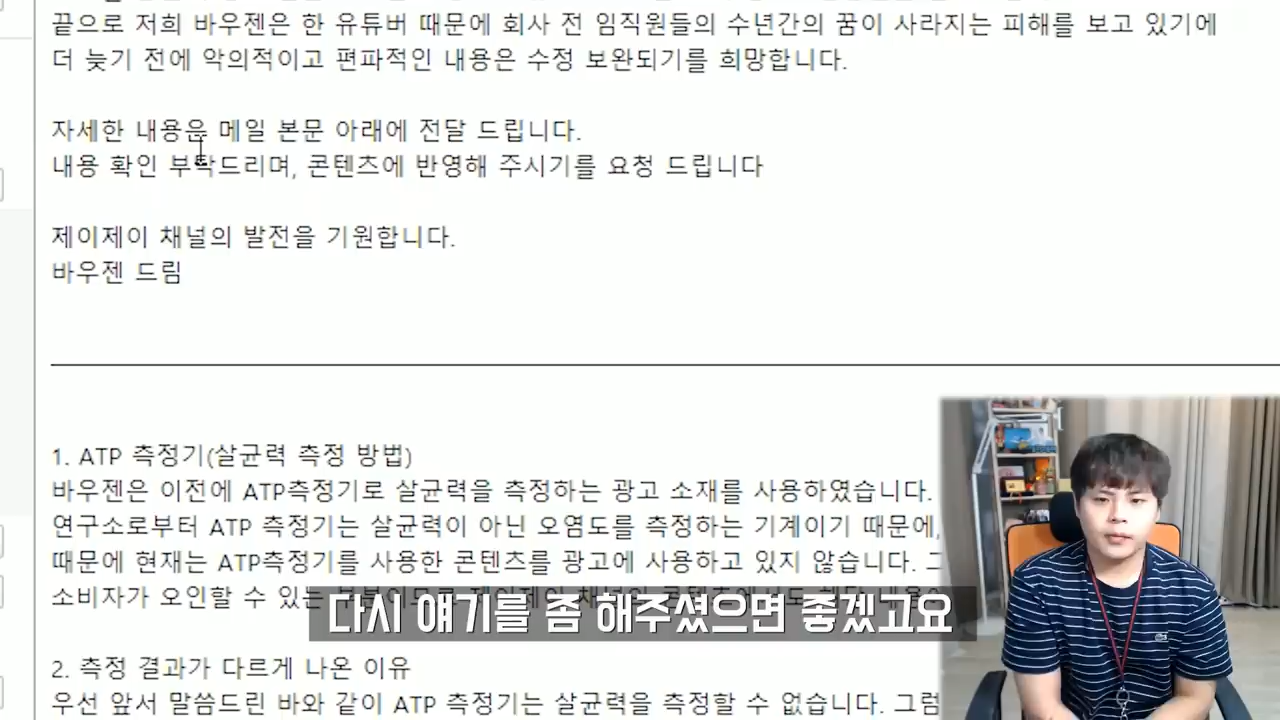 끝으로 저희 바우젠은 한 유튜버 때문에 회사 전 임직원들의 수년간의 꿈이 사라지는 피해를 보고 있기에
더 늦기 전에 악의적이고 편파적인 내용은 수정 보완되기를 희망합니다.
자세한 내용은 메일 본문 아래에 전달 드립니다.
내용 확인 부탁드리며, 콘텐츠에 반영해 주시기를 요청 드립니다
제이제이 채널의 발전을 기원합니다.
바우젠 드림
1. ATP 측정기(살균력 측정 방법)
바우젠은 이전에 ATP측정기로 살균력을 측정하는 광고 소재를 사용하였습니다.
연구소로부터 ATP 측정기는 살균력이 아닌 오염도를 측정하는 기계이기 때문에,
때문에 현재는 ATP측정기를 사용한 콘텐츠를 광고에 사용하고 있지 않습니다. 그
소비자가 오인할 수 있는
다시 얘기를 좀 해주셨으면 좋겠고요
2. 측정 결과가 다르게 나온 이유
우선 앞서 말씀드린 바와 같이 ATP 측정기는 살균력을 측정할 수 없습니다. 그럼